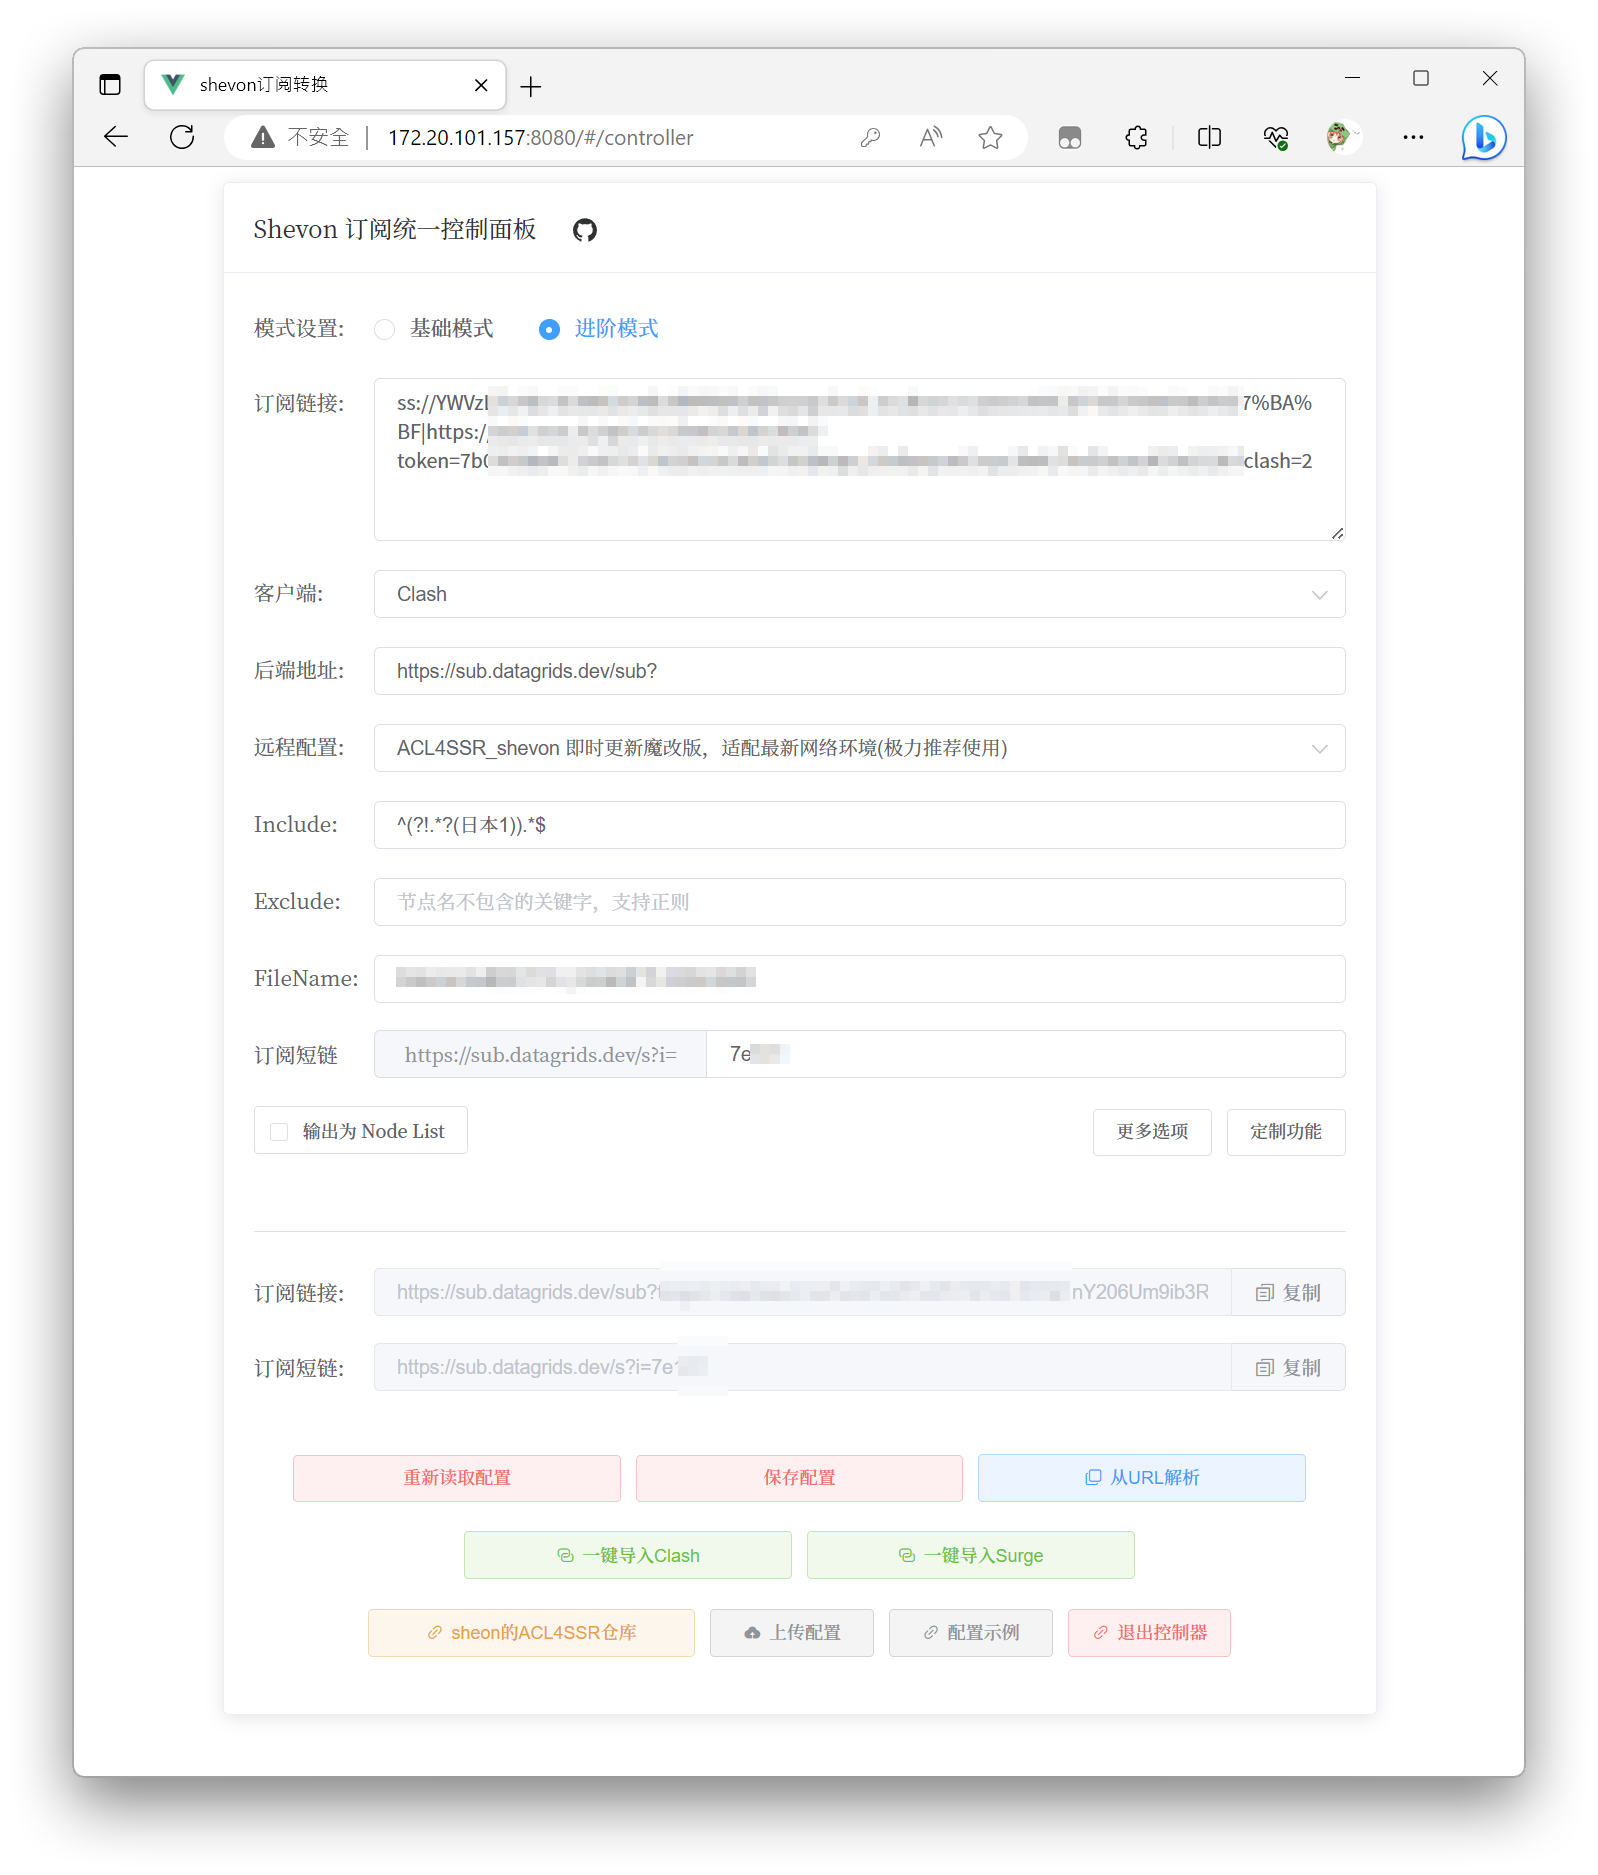 shevon订阅转换
不安全
172.20.101.157:8080/#/controller
Shevon 订阅统一控制面板
模式设置: 基础模式 进阶模式
订阅链接: ss://YWVz 7%BA%
BF|https:/
token=7b clash=2
客户端: Clash
后端地址: https://sub.datagrids.dev/sub?
远程配置: ACL4SSR_shevon 即时更新魔改版，适配最新网络环境(极力推荐使用)
Include: ^(?!.*?(日本1)).*$
Exclude: 节点名不包含的关键字，支持正则
FileName:
订阅短链 https://sub.datagrids.dev/s?i= 7e
输出为 Node List 更多选项 定制功能
订阅链接: https://sub.datagrids.dev/sub? nY206Um9ib3R 复制
订阅短链: https://sub.datagrids.dev/s?i=7e 复制
重新读取配置 保存配置 从URL解析
一键导入Clash 一键导入Surge
sheon的ACL4SSR仓库 上传配置 配置示例 退出控制器